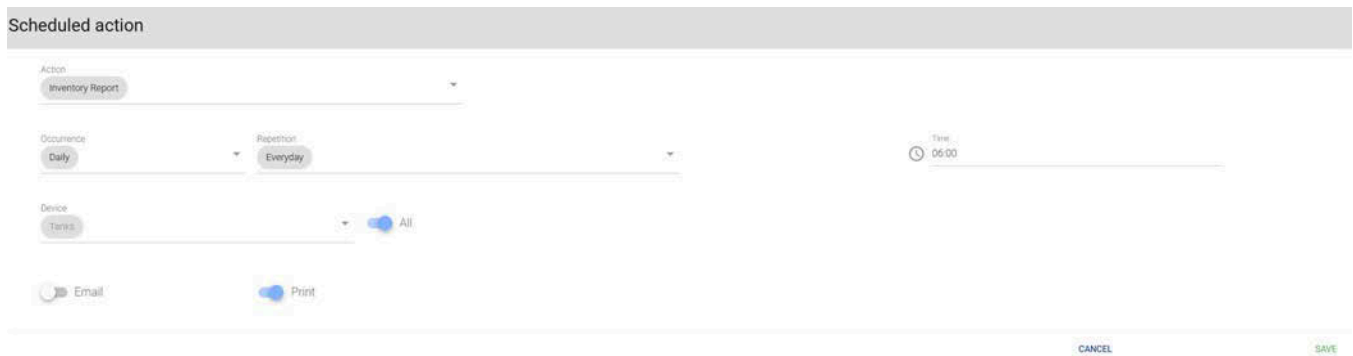 Scheduled action
Action
Inventory Report
Occurrence
Repetition
Daily
Everyday
Time
06:00
Device
Tanks
All
Email
Print
CANCEL
SAVE